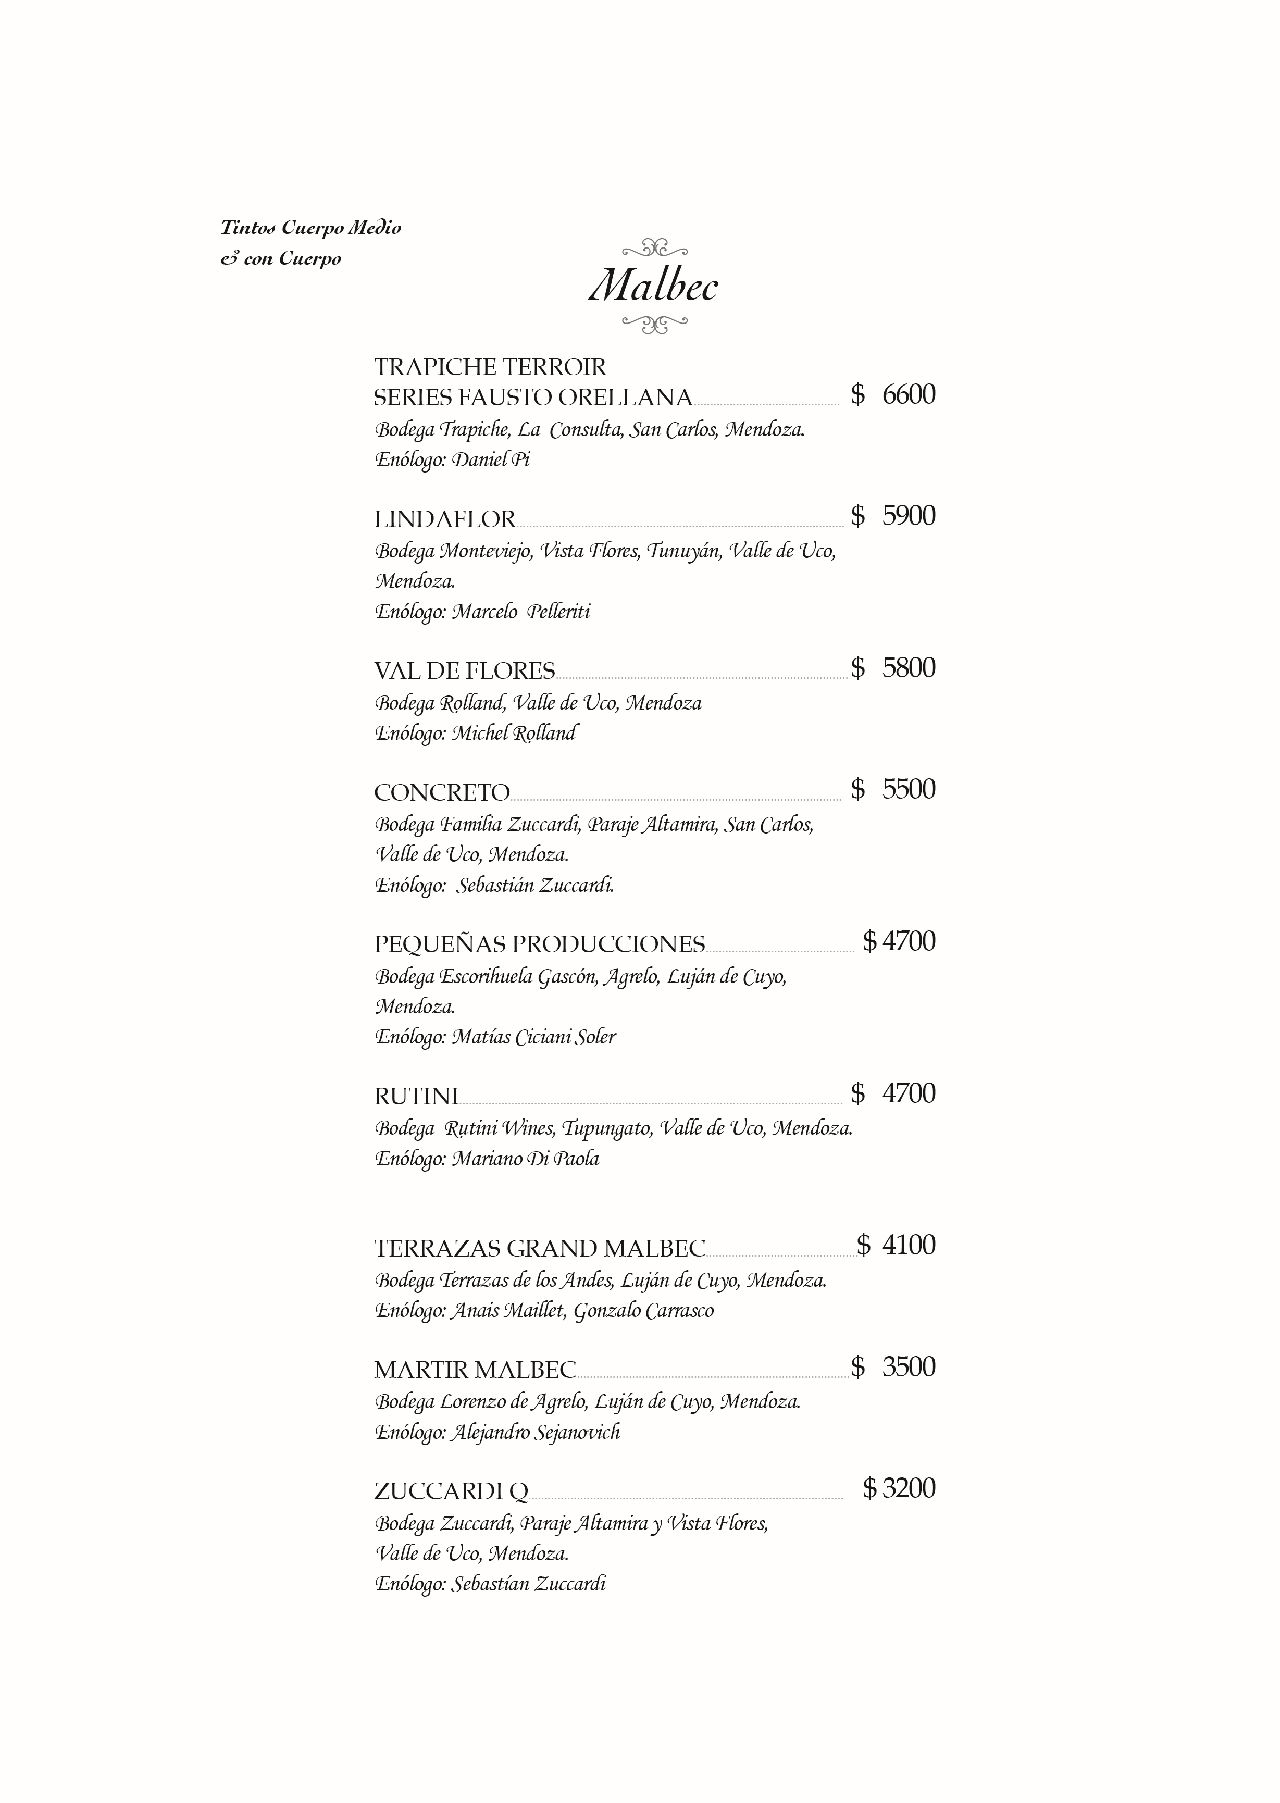 Tintos Cuerpo Medio
& con Cuerpo
Malbec
TRAPICHE TERROIR
SERIES FAUSTO ORELLANA $ 6600
Bodega Trapiche, La Consulta, San Carlos, Mendoza.
Enólogo: Daniel Pi
LINDAFLOR $ 5900
Bodega Monteviejo, Vista Flores, Tunuyán, Valle de Uco,
Mendoza.
Enólogo: Marcelo Pelleriti
VAL DE FLORES $ 5800
Bodega Rolland, Valle de Uco, Mendoza
Enólogo: Michel Rolland
CONCRETO $ 5500
Bodega Familia Zuccardi, Paraje Altamira, San Carlos,
Valle de Uco, Mendoza.
Enólogo: Sebastián Zuccardi.
PEQUEÑAS PRODUCCIONES $ 4700
Bodega Escorihuela Gascón, Agrelo, Luján de Cuyo,
Mendoza.
Enólogo: Matías Ciciani Soler
RUTINI $ 4700
Bodega Rutini Wines, Tupungato, Valle de Uco, Mendoza.
Enólogo: Mariano Di Paola
TERRAZAS GRAND MALBEC $ 4100
Bodega Terrazas de los Andes, Luján de Cuyo, Mendoza.
Enólogo: Anais Maillet, Gonzalo Carrasco
MARTIR MALBEC $ 3500
Bodega Lorenzo de Agrelo, Luján de Cuyo, Mendoza.
Enólogo: Alejandro Sejanovich
ZUCCARDI Q $ 3200
Bodega Zuccardi, Paraje Altamira y Vista Flores,
Valle de Uco, Mendoza.
Enólogo: Sebastían Zuccardi